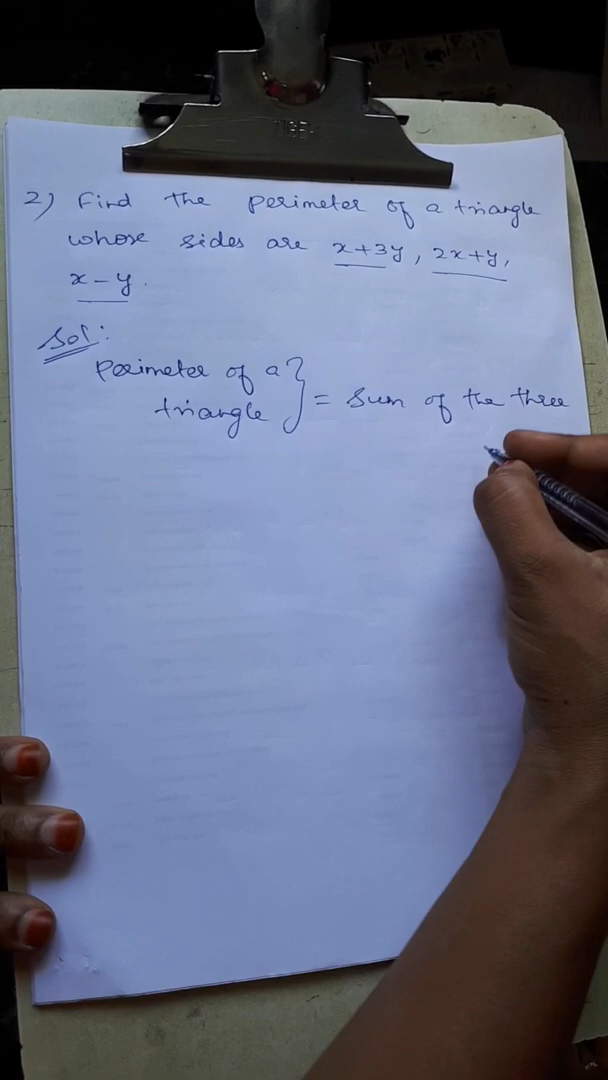 2) Find the perimeter of a triangle
whose sides are x+3y, 2x+y,
x-y.
Sol:
Perimeter of a
triangle } = Sum of the three